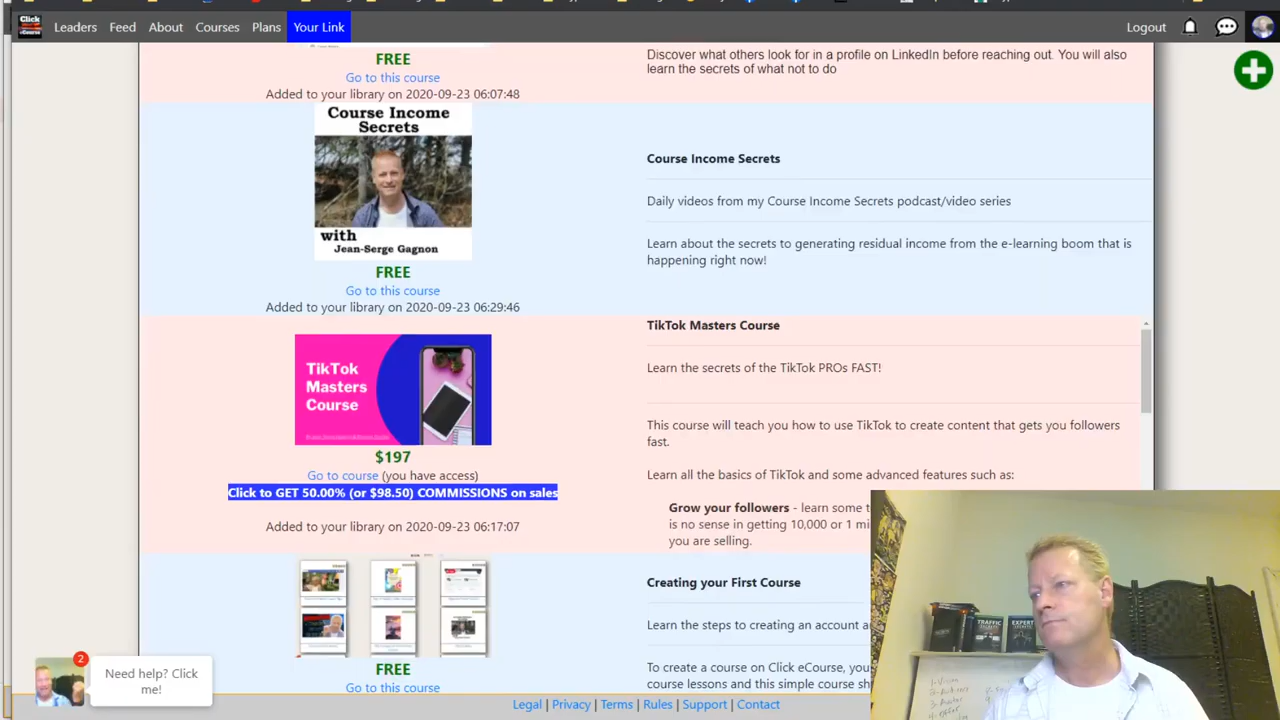 Click
eCourse
Leaders
Feed
About
Courses
Plans
Your Link
Logout
FREE
Go to this course
Added to your library on 2020-09-23 06:07:48
Discover what others look for in a profile on LinkedIn before reaching out. You will also
learn the secrets of what not to do
Course Income
Secrets
with
Jean-Serge Gagnon
FREE
Go to this course
Added to your library on 2020-09-23 06:29:46
Course Income Secrets
Daily videos from my Course Income Secrets podcast/video series
Learn about the secrets to generating residual income from the e-learning boom that is
happening right now!
TikTok
Masters
Course
$197
Go to course (you have access)
Click to GET 50.00% (or $98.50) COMMISSIONS on sales
Added to your library on 2020-09-23 06:17:07
TikTok Masters Course
Learn the secrets of the TikTok PROs FAST!
This course will teach you how to use TikTok to create content that gets you followers
fast.
Learn all the basics of TikTok and some advanced features such as:
Grow your followers - learn some t
is no sense in getting 10,000 or 1 mi
you are selling.
FREE
Go to this course
Creating your First Course
Learn the steps to creating an account a
To create a course on Click eCourse, you
course lessons and this simple course sh
TRAFFIC
SECRETS
EXPERT
SECRETS
2
Need help? Click
me!
Legal | Privacy | Terms | Rules | Support | Contact